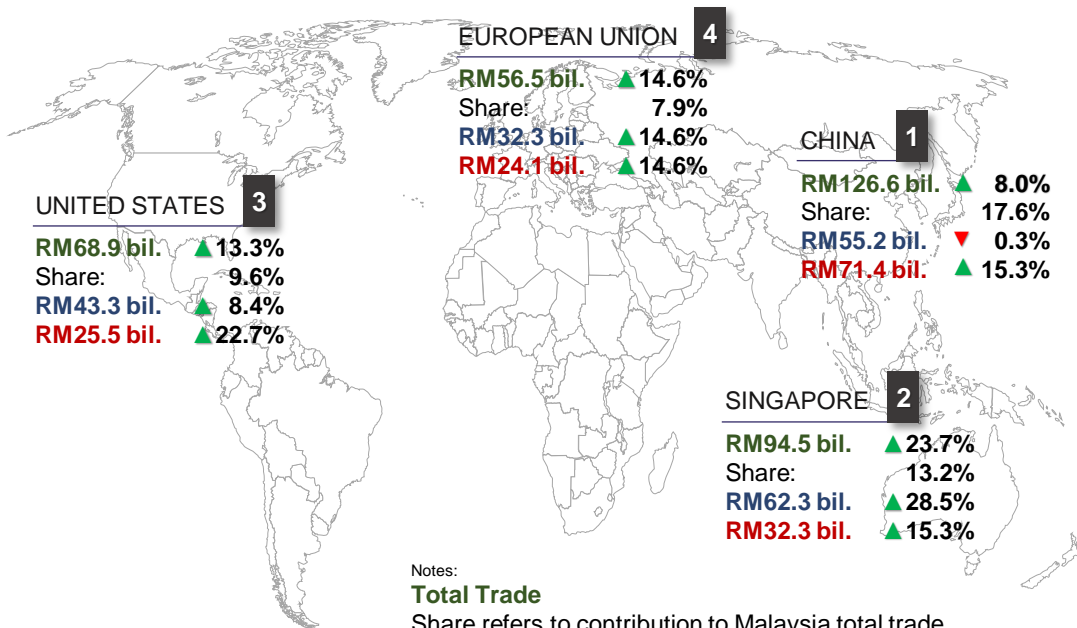 EUROPEAN UNION 4
RM56.5 bil. ▲ 14.6%
Share: 7.9%
RM32.3 bil. ▲ 14.6%
RM24.1 bil. ▲ 14.6%
CHINA 1
RM126.6 bil. ▲ 8.0%
Share: 17.6%
RM55.2 bil. ▼ 0.3%
RM71.4 bil. ▲ 15.3%
UNITED STATES 3
RM68.9 bil. ▲ 13.3%
Share: 9.6%
RM43.3 bil. ▲ 8.4%
RM25.5 bil. ▲ 22.7%
SINGAPORE 2
RM94.5 bil. ▲ 23.7%
Share: 13.2%
RM62.3 bil. ▲ 28.5%
RM32.3 bil. ▲ 15.3%
Notes:
Total Trade
Share refers to contribution to Malaysia total trade